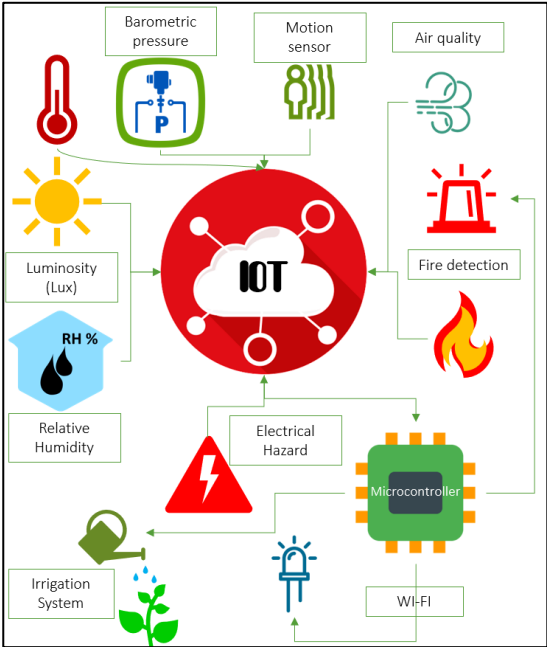 Barometric
pressure
Motion
sensor
Air quality
P
Luminosity
(Lux)
IOT
Fire detection
RH %
Relative
Humidity
Electrical
Hazard
Microcontroller
Irrigation
System
WI-FI